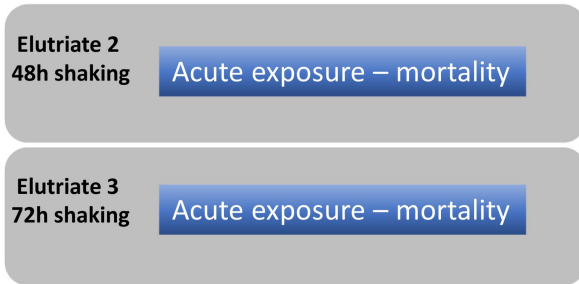 Elutriate 2
48h shaking
Acute exposure – mortality
Elutriate 3
72h shaking
Acute exposure – mortality